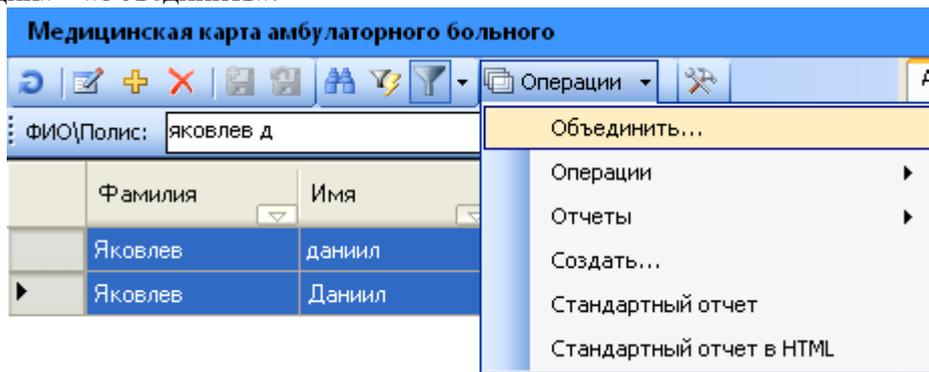 Медицинская карта амбулаторного больного
Операции
ФИО\Полис: яковлев д
Объединить...
Операции
Фамилия Имя
Отчеты
Яковлев даниил
Создать...
Яковлев Даниил
Стандартный отчет
Стандартный отчет в HTML